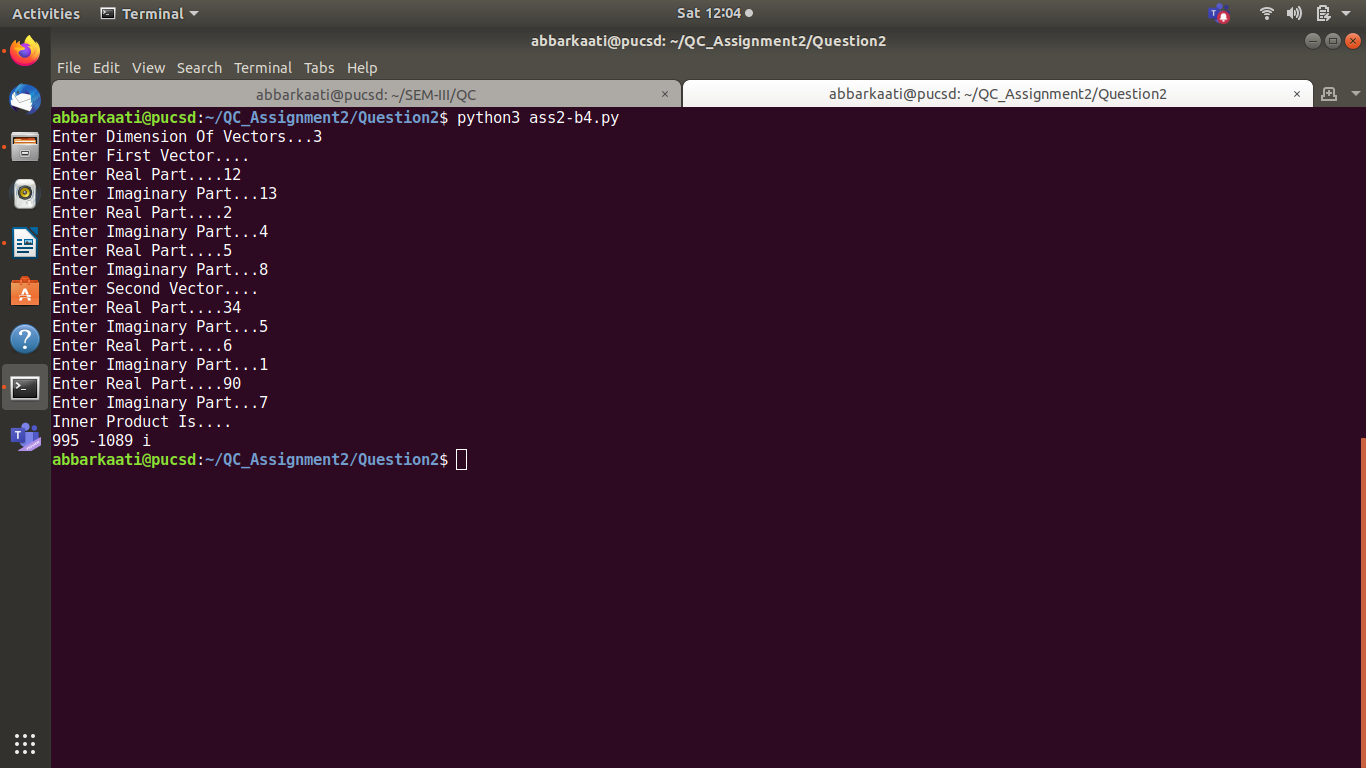 Activities Terminal Sat 12:04
abbarkaati@pucsd: ~/QC_Assignment2/Question2
File Edit View Search Terminal Tabs Help
abbarkaati@pucsd: ~/SEM-III/QC × abbarkaati@pucsd: ~/QC_Assignment2/Question2 ×
abbarkaati@pucsd:~/QC_Assignment2/Question2$ python3 ass2-b4.py
Enter Dimension Of Vectors...3
Enter First Vector....
Enter Real Part....12
Enter Imaginary Part...13
Enter Real Part....2
Enter Imaginary Part...4
Enter Real Part....5
Enter Imaginary Part...8
Enter Second Vector....
Enter Real Part....34
Enter Imaginary Part...5
Enter Real Part....6
Enter Imaginary Part...1
Enter Real Part....90
Enter Imaginary Part...7
Inner Product Is....
995 -1089 i
abbarkaati@pucsd:~/QC_Assignment2/Question2$